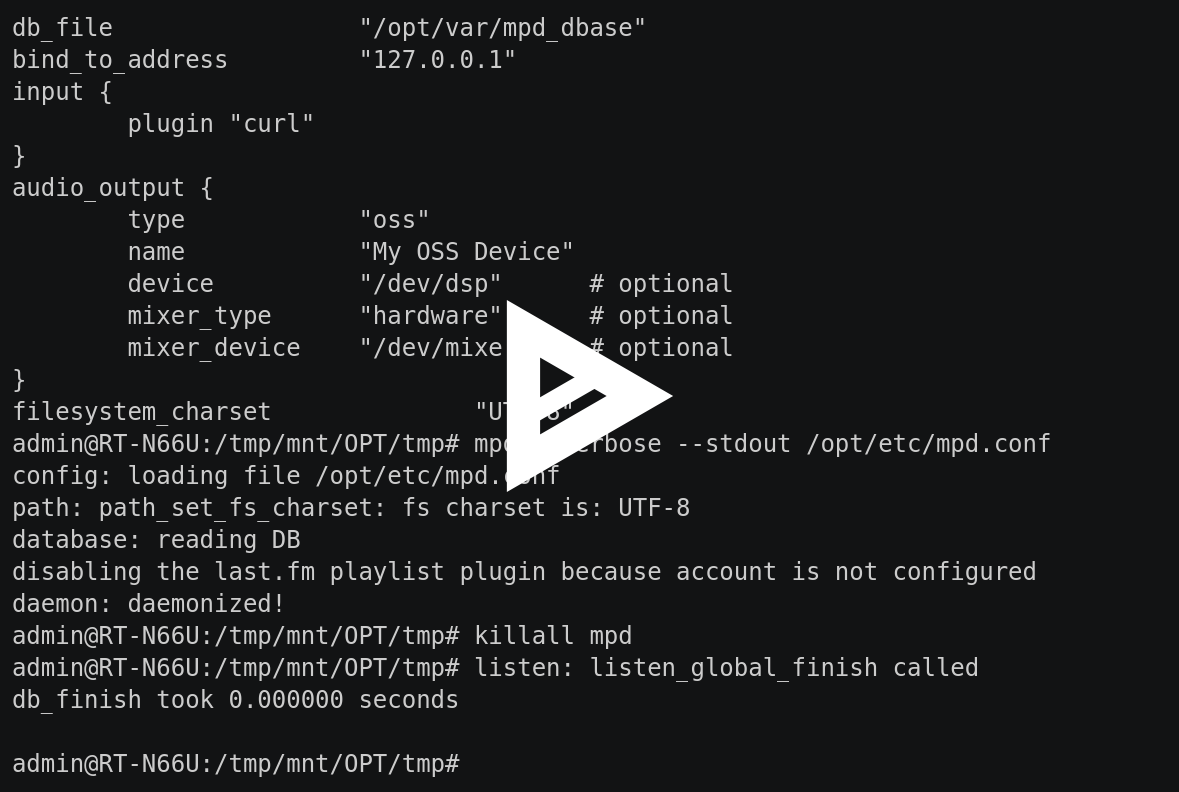 db_file                 "/opt/var/mpd_dbase"
bind_to_address         "127.0.0.1"
input {
        plugin "curl"
}
audio_output {
        type            "oss"
        name            "My OSS Device"
        device          "/dev/dsp"      # optional
        mixer_type      "hardware"      # optional
        mixer_device    "/dev/mixe      # optional
}
filesystem_charset              "UTF-8"
admin@RT-N66U:/tmp/mnt/OPT/tmp# --stdout /opt/etc/mpd.conf
config: loading file /opt/etc/mpd.conf
path: path_set_fs_charset: fs charset is: UTF-8
database: reading DB
disabling the last.fm playlist plugin because account is not configured
daemon: daemonized!
admin@RT-N66U:/tmp/mnt/OPT/tmp# killall mpd
admin@RT-N66U:/tmp/mnt/OPT/tmp# listen: listen_global_finish called
db_finish took 0.000000 seconds
admin@RT-N66U:/tmp/mnt/OPT/tmp#